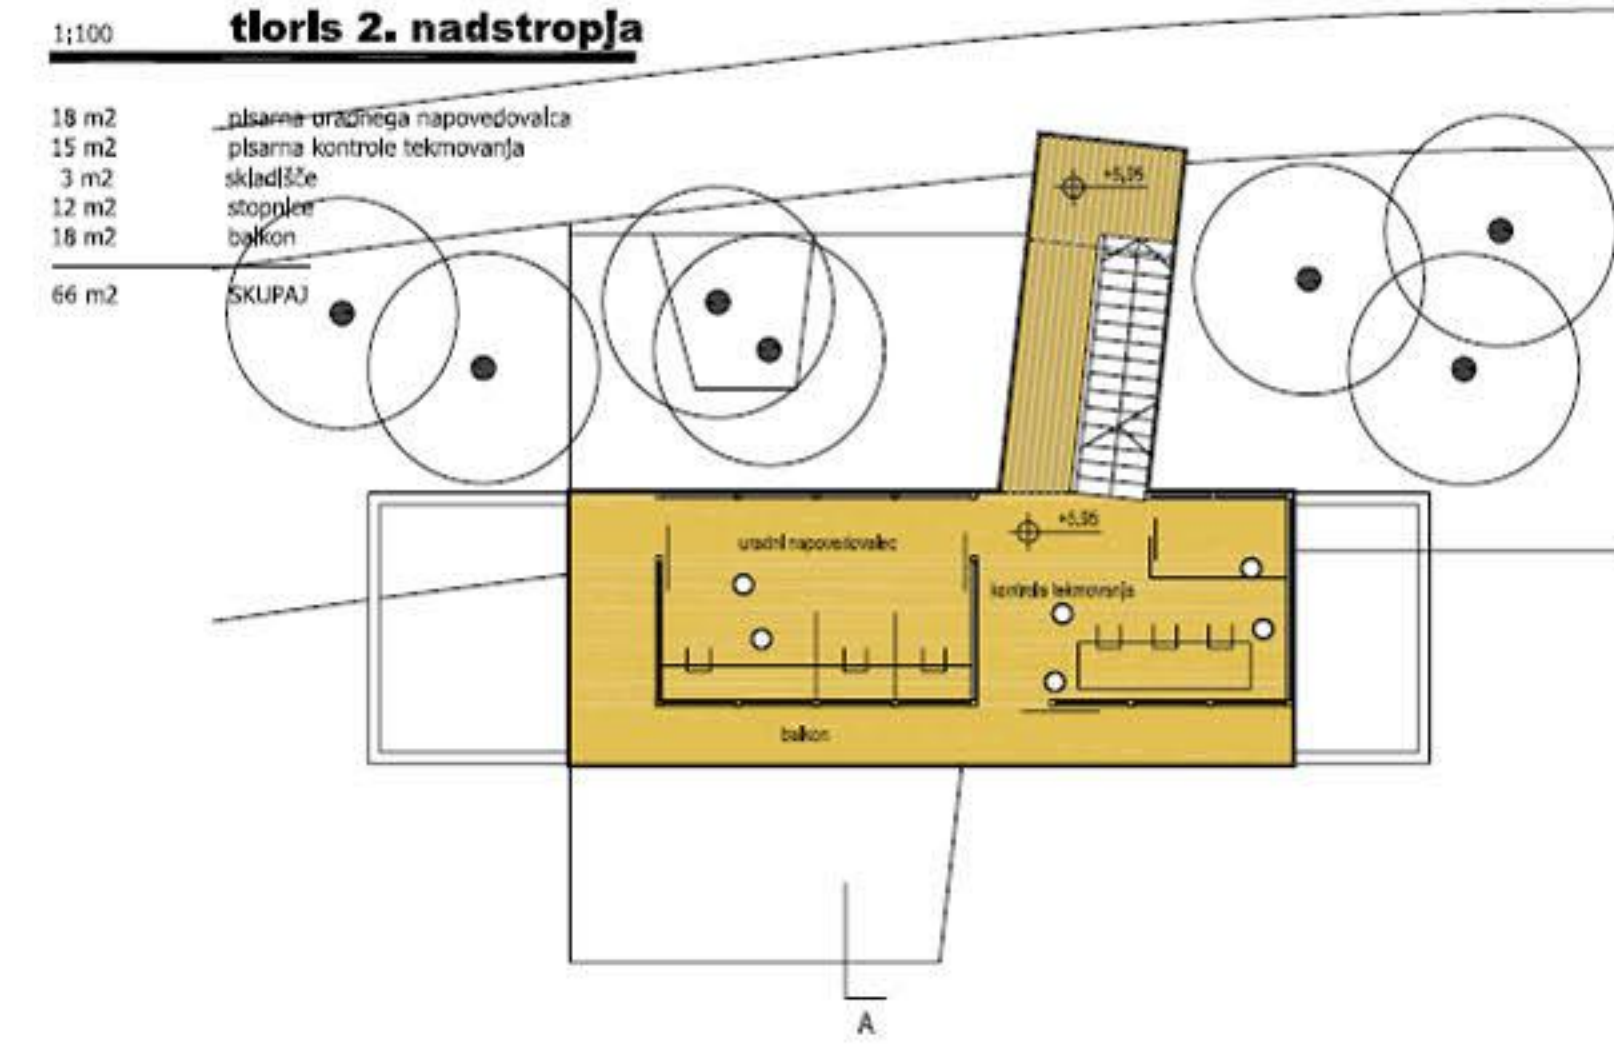 1:100 tloris 2. nadstropja
18 m2 pisarna uradnega napovedovalca
15 m2 pisarna kontrole tekmovanja
3 m2 skladišče
12 m2 stopnice
18 m2 balkon
66 m2 SKUPAJ
+5,95
+5,95
uradni napovedovalec
kontrola tekmovanja
balkon
A